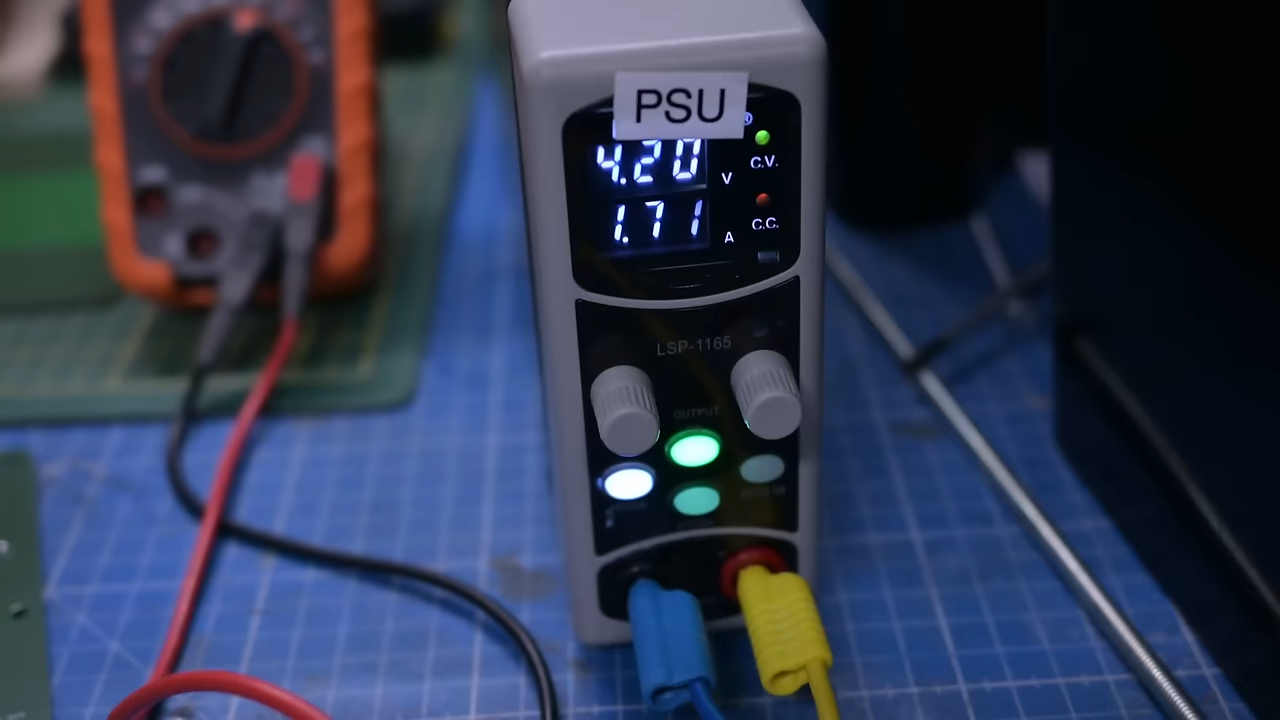 PSU
®
4.20 V
C.V.
1.71 A
C.C.
LSP-1165
OUTPUT